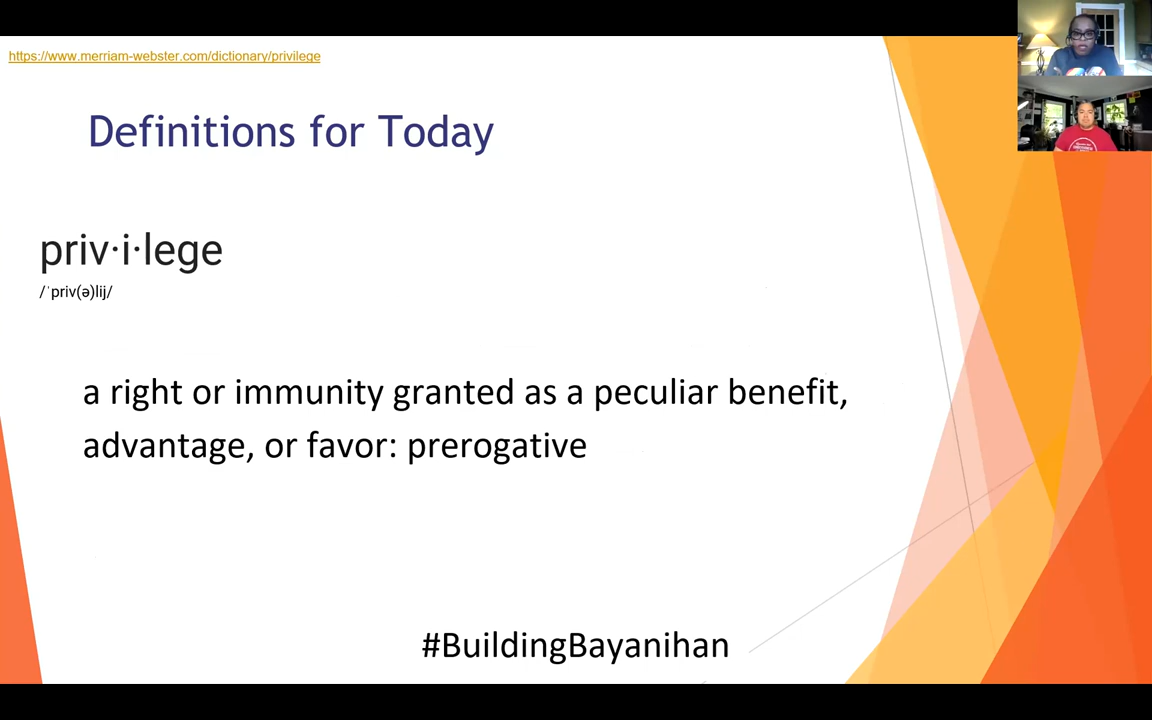 https://www.merriam-webster.com/dictionary/privilege
Definitions for Today
priv·i·lege
/ˈpriv(ə)lij/
a right or immunity granted as a peculiar benefit,
advantage, or favor: prerogative
#BuildingBayanihan